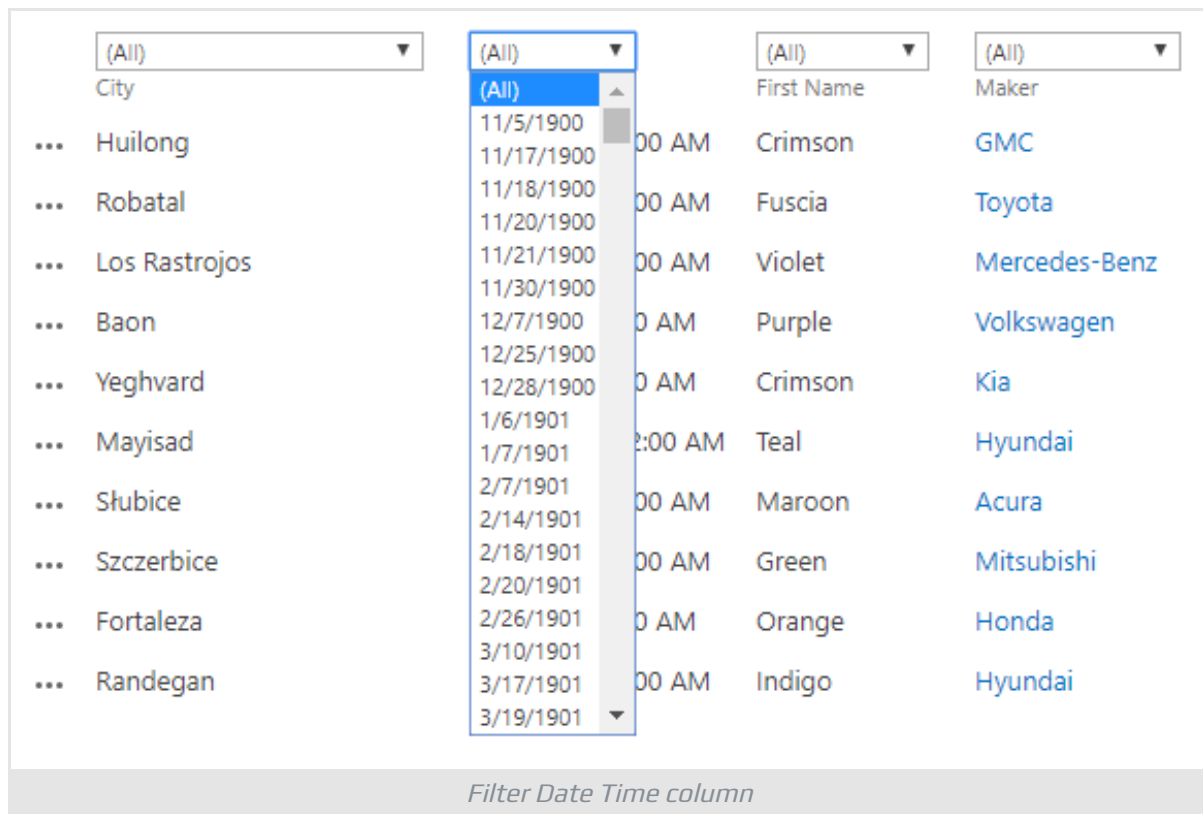 (All) (All) (All) (All)
City First Name Maker
(All)
11/5/1900
11/17/1900
11/18/1900
11/20/1900
11/21/1900
11/30/1900
12/7/1900
12/25/1900
12/28/1900
1/6/1901
1/7/1901
2/7/1901
2/14/1901
2/18/1901
2/20/1901
2/26/1901
3/10/1901
3/17/1901
3/19/1901
Huilong 00 AM Crimson GMC
Robatal 00 AM Fuscia Toyota
Los Rastrojos 00 AM Violet Mercedes-Benz
Baon 0 AM Purple Volkswagen
Yeghvard 0 AM Crimson Kia
Mayisad 2:00 AM Teal Hyundai
Słubice 00 AM Maroon Acura
Szczerbice 00 AM Green Mitsubishi
Fortaleza 0 AM Orange Honda
Randegan 00 AM Indigo Hyundai
Filter Date Time column